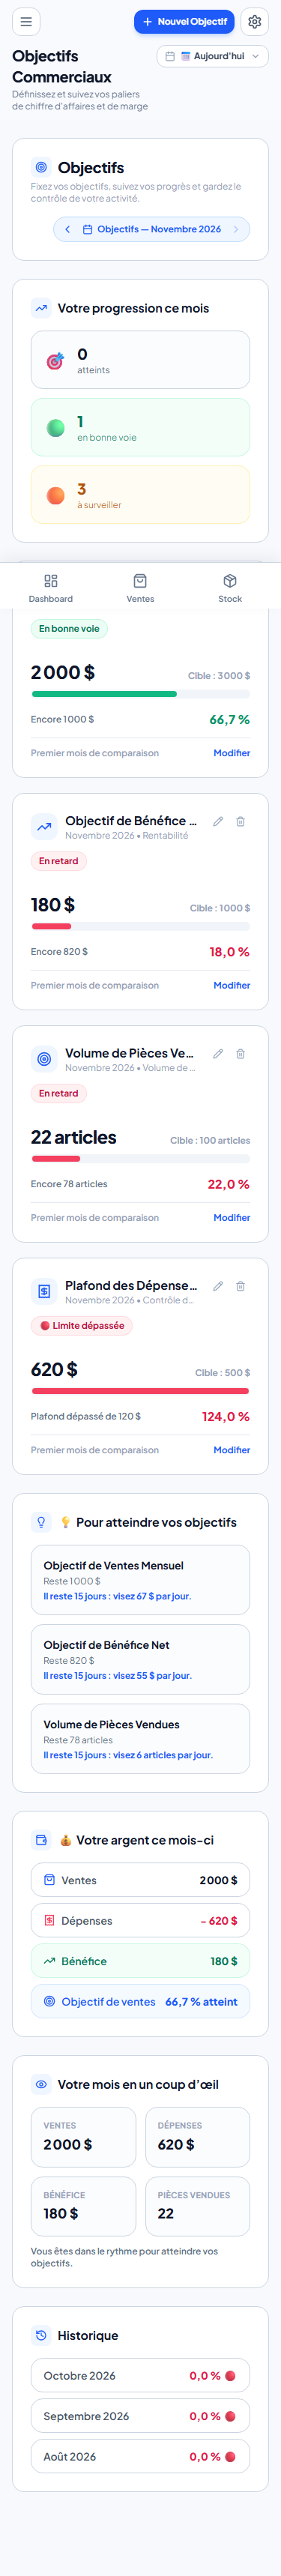 + Nouvel Objectif
Objectifs
Commerciaux
Aujourd'hui
Définissez et suivez vos paliers
de chiffre d'affaires et de marge
Objectifs
Fixez vos objectifs, suivez vos progrès et gardez le
contrôle de votre activité.
Objectifs — Novembre 2026
Votre progression ce mois
0
atteints
1
en bonne voie
3
à surveiller
Dashboard
Ventes
Stock
En bonne voie
2 000 $
Cible : 3 000 $
Encore 1 000 $
66,7 %
Premier mois de comparaison
Modifier
Objectif de Bénéfice ...
Novembre 2026 • Rentabilité
En retard
180 $
Cible : 1 000 $
Encore 820 $
18,0 %
Premier mois de comparaison
Modifier
Volume de Pièces Ve...
Novembre 2026 • Volume de ...
En retard
22 articles
Cible : 100 articles
Encore 78 articles
22,0 %
Premier mois de comparaison
Modifier
Plafond des Dépense...
Novembre 2026 • Contrôle d...
Limite dépassée
620 $
Cible : 500 $
Plafond dépassé de 120 $
124,0 %
Premier mois de comparaison
Modifier
Pour atteindre vos objectifs
Objectif de Ventes Mensuel
Reste 1 000 $
Il reste 15 jours : visez 67 $ par jour.
Objectif de Bénéfice Net
Reste 820 $
Il reste 15 jours : visez 55 $ par jour.
Volume de Pièces Vendues
Reste 78 articles
Il reste 15 jours : visez 6 articles par jour.
Votre argent ce mois-ci
Ventes
2 000 $
Dépenses
- 620 $
Bénéfice
180 $
Objectif de ventes
66,7 % atteint
Votre mois en un coup d’œil
VENTES
2 000 $
DÉPENSES
620 $
BÉNÉFICE
180 $
PIÈCES VENDUES
22
Vous êtes dans le rythme pour atteindre vos
objectifs.
Historique
Octobre 2026
0,0 %
Septembre 2026
0,0 %
Août 2026
0,0 %